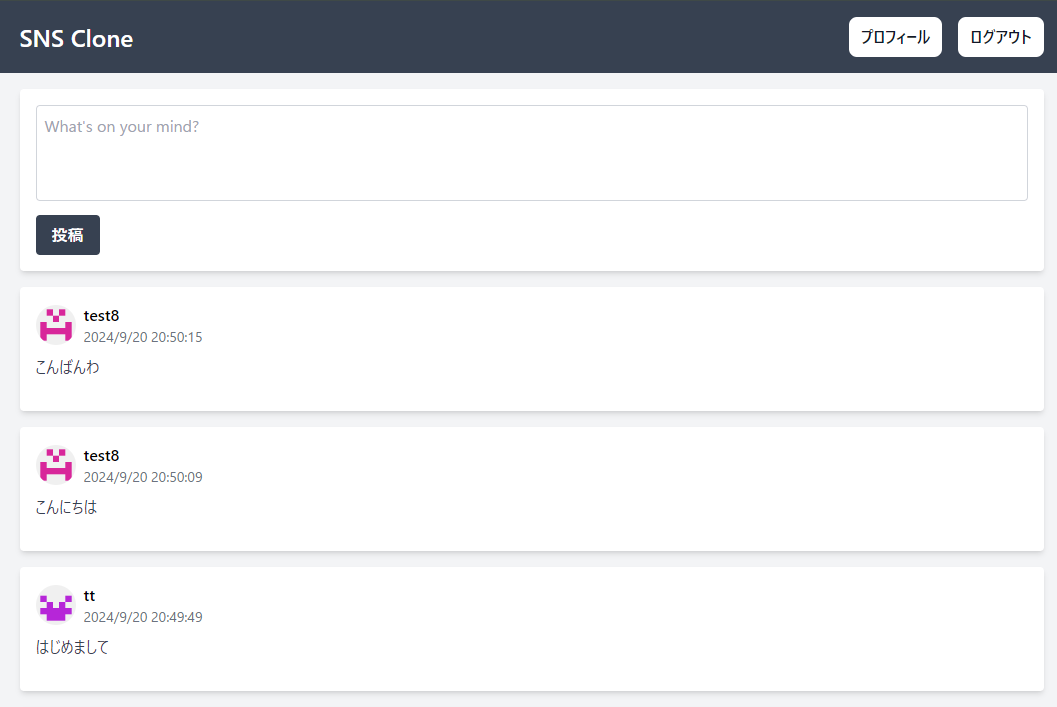 SNS Clone
プロフィール
ログアウト
What's on your mind?
投稿
test8
2024/9/20 20:50:15
こんばんわ
test8
2024/9/20 20:50:09
こんにちは
tt
2024/9/20 20:49:49
はじめまして